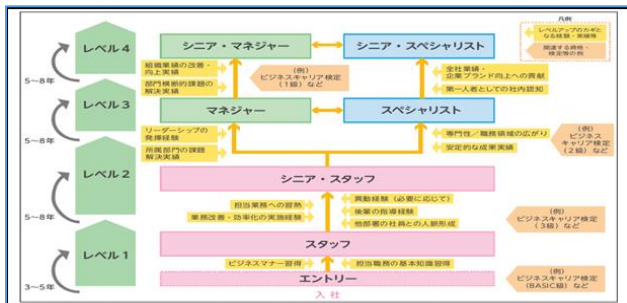 凡例
レベルアップのカギと
なる経験・実績等
関連する資格・
検定等の例
レベル4
シニア・マネジャー
シニア・スペシャリスト
5~8年
組織業績の改善・
向上実績
部門横断的課題の
解決実績
(例)
ビジネスキャリア検定
(1級)など
全社業績・
企業ブランド向上への貢献
第一人者としての社内認知
レベル3
マネジャー
スペシャリスト
5~8年
リーダーシップの
発揮経験
所属部門の課題
解決実績
専門性/職務領域の広がり
安定的な成果実績
(例)
ビジネス
キャリア検定
(2級)など
レベル2
シニア・スタッフ
5~8年
担当業務への習熟
業務改善・効率化の実施経験
異動経験(必要に応じて)
後輩の指導経験
他部署の社員との人脈形成
(例)
ビジネスキャリア検定
(3級)など
レベル1
スタッフ
3~5年
ビジネスマナー習得
担当職務の基本知識習得
エントリー
(例)
ビジネスキャリア検定
(BASIC級)など
入社